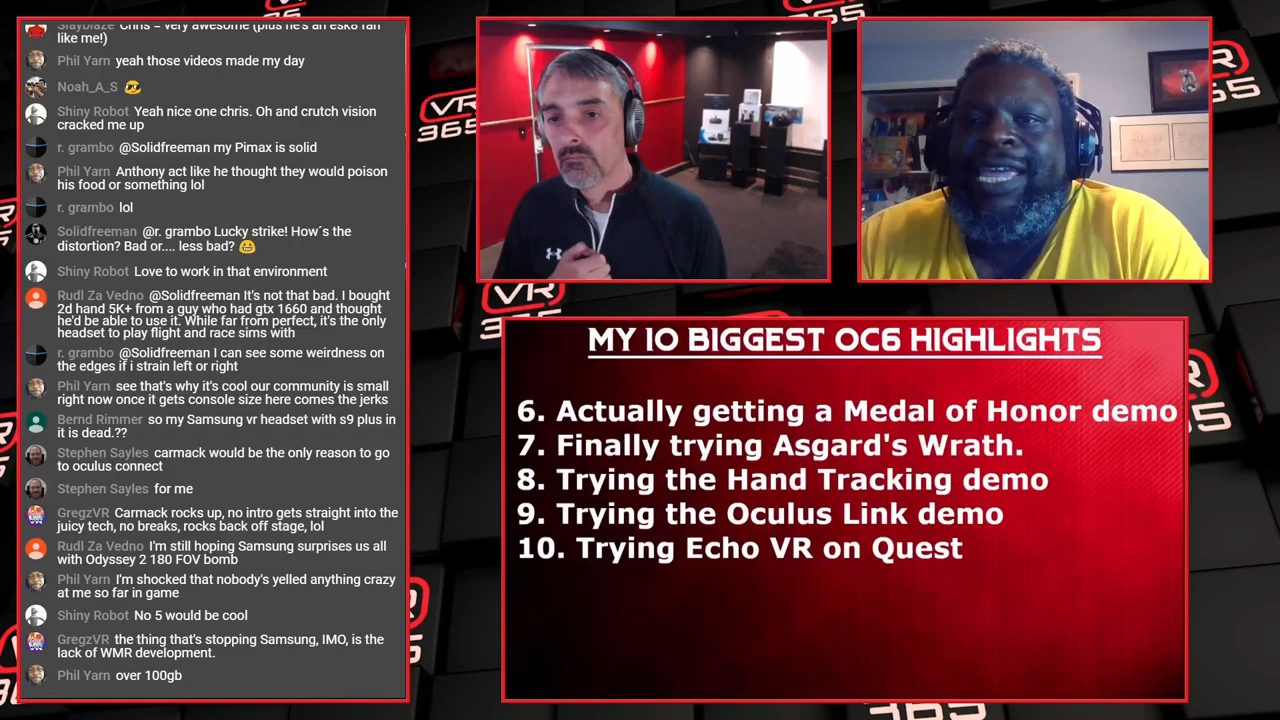 Slayblaze Chris = very awesome (plus he's an esk8 fan
like me!)
Phil Yarn yeah those videos made my day
Noah_A_S
Shiny Robot Yeah nice one chris. Oh and crutch vision
cracked me up
r. grambo @Solidfreeman my Pimax is solid
Phil Yarn Anthony act like he thought they would poison
his food or something lol
r. grambo lol
Solidfreeman @r. grambo Lucky strike! How´s the
distortion? Bad or.... less bad?
Shiny Robot Love to work in that environment
Rudl Za Vedno @Solidfreeman It's not that bad. I bought
2d hand 5K+ from a guy who had gtx 1660 and thought
he'd be able to use it. While far from perfect, it's the only
headset to play flight and race sims with
r. grambo @Solidfreeman I can see some weirdness on
the edges if i strain left or right
Phil Yarn see that's why it's cool our community is small
right now once it gets console size here comes the jerks
Bernd Rimmer so my Samsung vr headset with s9 plus in
it is dead.??
Stephen Sayles carmack would be the only reason to go
to oculus connect
Stephen Sayles for me
GregzVR Carmack rocks up, no intro gets straight into the
juicy tech, no breaks, rocks back off stage, lol
Rudl Za Vedno I'm still hoping Samsung surprises us all
with Odyssey 2 180 FOV bomb
Phil Yarn I'm shocked that nobody's yelled anything crazy
at me so far in game
Shiny Robot No 5 would be cool
GregzVR the thing that's stopping Samsung, IMO, is the
lack of WMR development.
Phil Yarn over 100gb
VR
365
VR
365
MY 10 BIGGEST OC6 HIGHLIGHTS
6. Actually getting a Medal of Honor demo
7. Finally trying Asgard's Wrath.
8. Trying the Hand Tracking demo
9. Trying the Oculus Link demo
10. Trying Echo VR on Quest